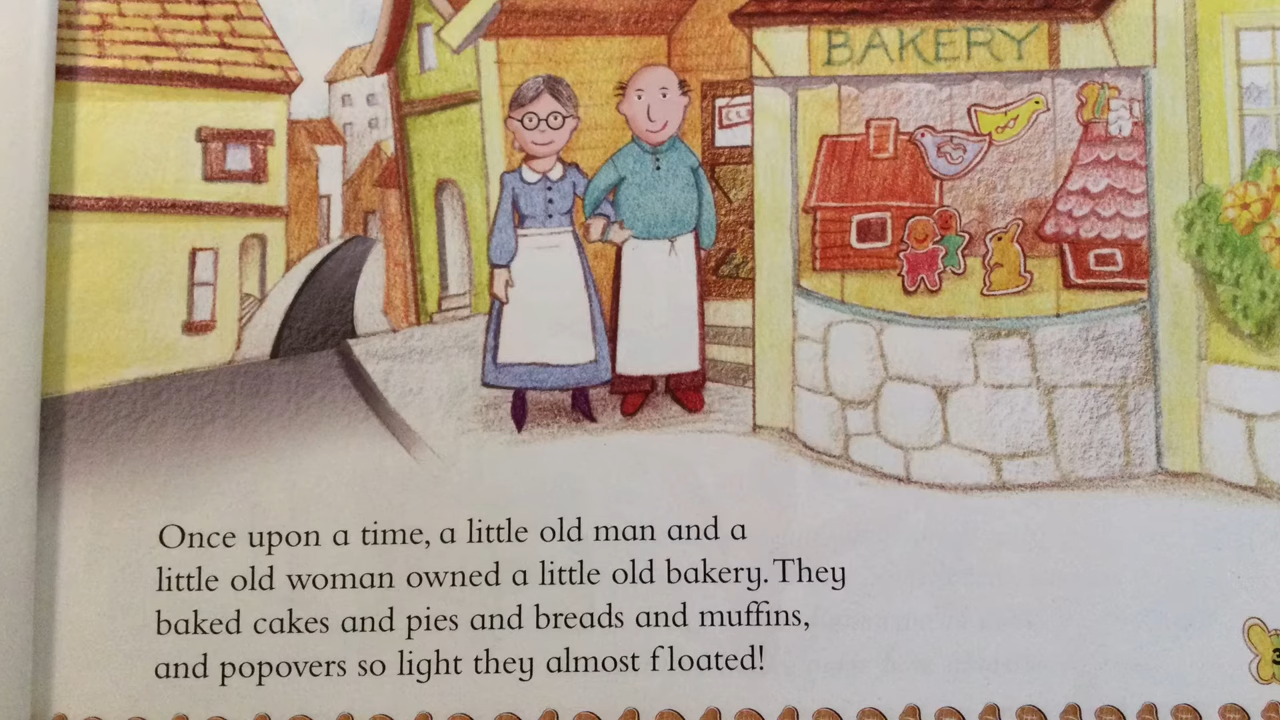 BAKERY
Once upon a time, a little old man and a
little old woman owned a little old bakery. They
baked cakes and pies and breads and muffins,
and popovers so light they almost floated!